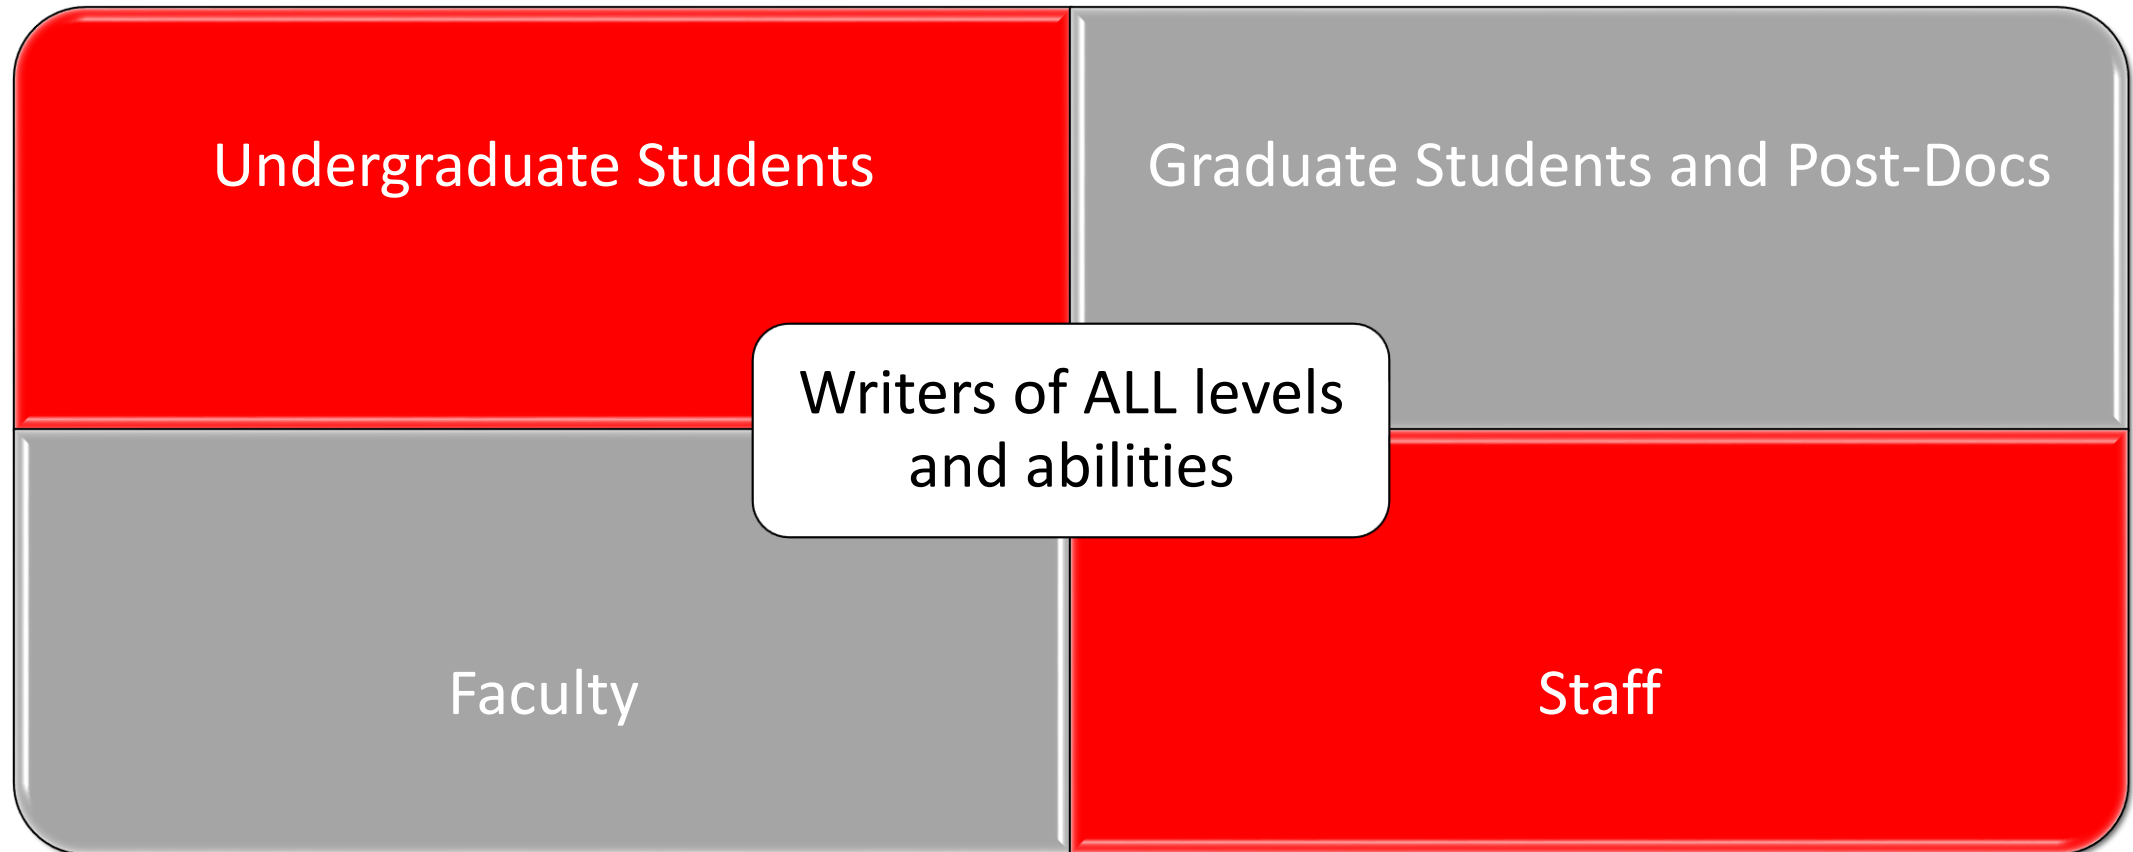 Undergraduate Students
Graduate Students and Post-Docs
Writers of ALL levels
and abilities
Faculty
Staff